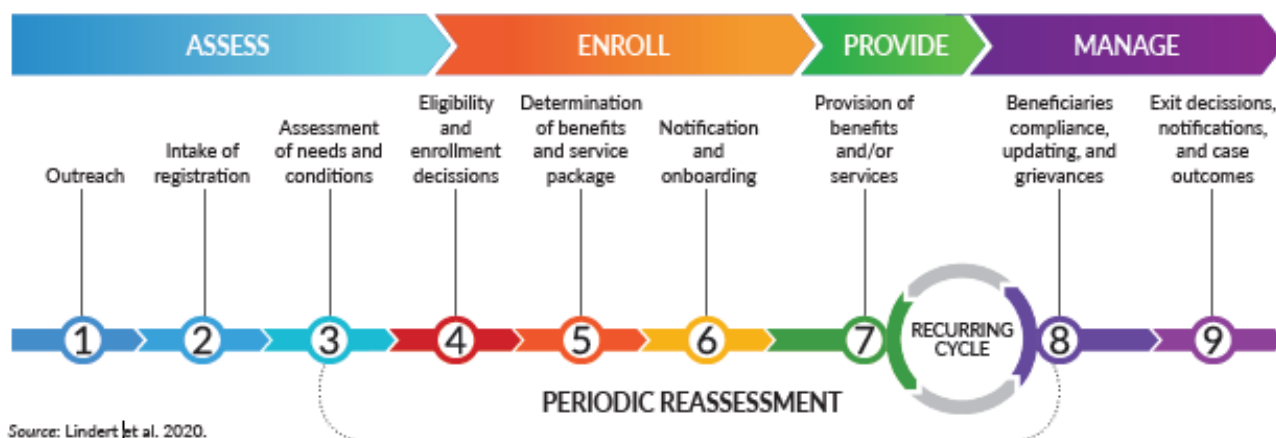 ASSESS
ENROLL
PROVIDE
MANAGE
Outreach
Intake of
registration
Assessment
of needs and
conditions
Eligibility
and
enrollment
decissions
Determination
of benefits
and service
package
Notification
and
onboarding
Provision of
benefits
and/or
services
Beneficiaries
compliance,
updating, and
grievances
Exit decissions,
notifications,
and case
outcomes
1
2
3
4
5
6
7
RECURRING
CYCLE
8
9
PERIODIC REASSESSMENT
Source: Lindert et al. 2020.